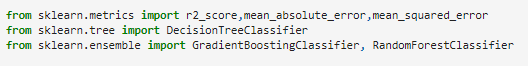 from sklearn.metrics import r2_score,mean_absolute_error,mean_squared_error
from sklearn.tree import DecisionTreeClassifier
from sklearn.ensemble import GradientBoostingClassifier, RandomForestClassifier